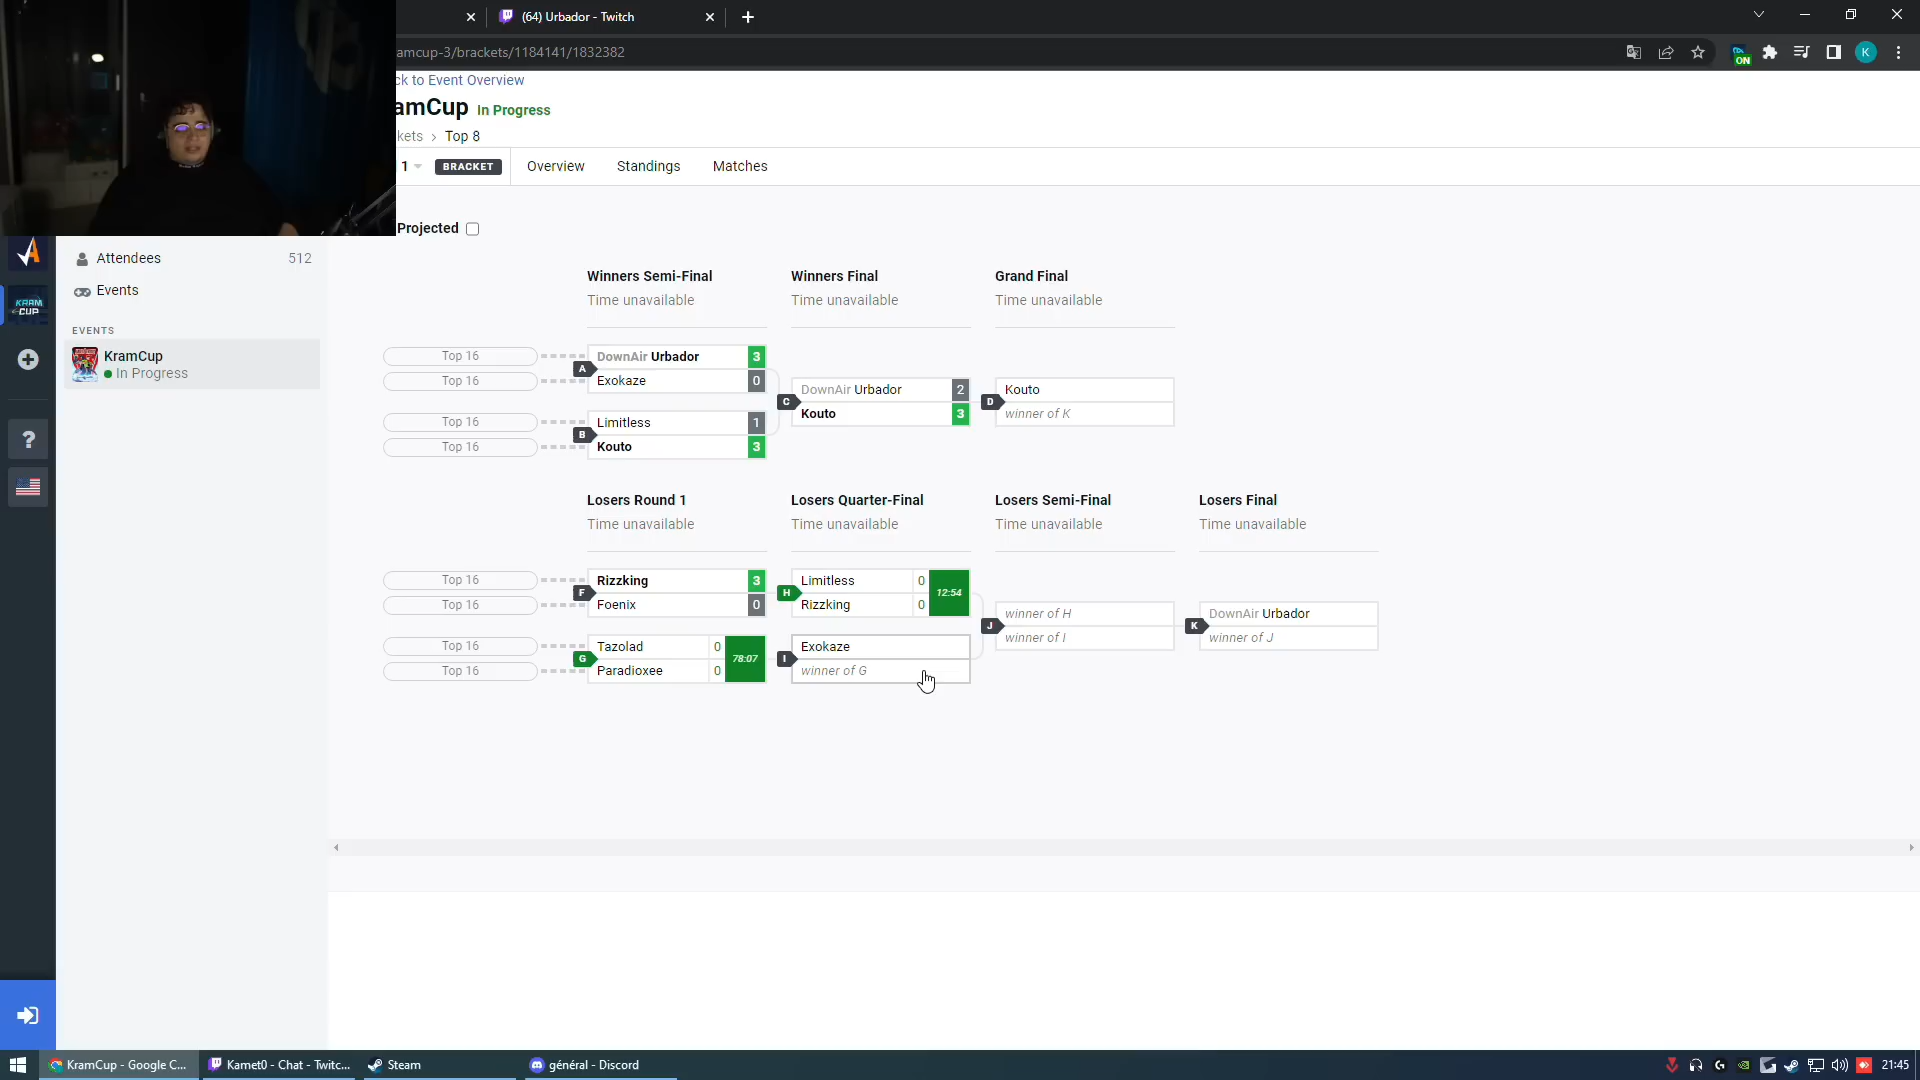 (64) Urbador - Twitch
amcup-3/brackets/1184141/1832382
ON
K
ck to Event Overview
amCup In Progress
kets > Top 8
1 BRACKET Overview Standings Matches
Projected
Attendees 512
Events
KRAM CUP
EVENTS
KramCup
In Progress
Winners Semi-Final
Time unavailable
Winners Final
Time unavailable
Grand Final
Time unavailable
Top 16
Top 16
A
DownAir Urbador 3
Exokaze 0
Top 16
Top 16
B
Limitless 1
Kouto 3
C
DownAir Urbador 2
Kouto 3
D
Kouto
winner of K
?
Losers Round 1
Time unavailable
Losers Quarter-Final
Time unavailable
Losers Semi-Final
Time unavailable
Losers Final
Time unavailable
Top 16
Top 16
F
Rizzking 3
Foenix 0
Top 16
Top 16
G
Tazolad 0
Paradioxee 0
78:07
H
Limitless 0
Rizzking 0
12:54
I
Exokaze
winner of G
J
winner of H
winner of I
K
DownAir Urbador
winner of J
KramCup - Google C...
Kamet0 - Chat - Twitc...
Steam
général - Discord
21:45